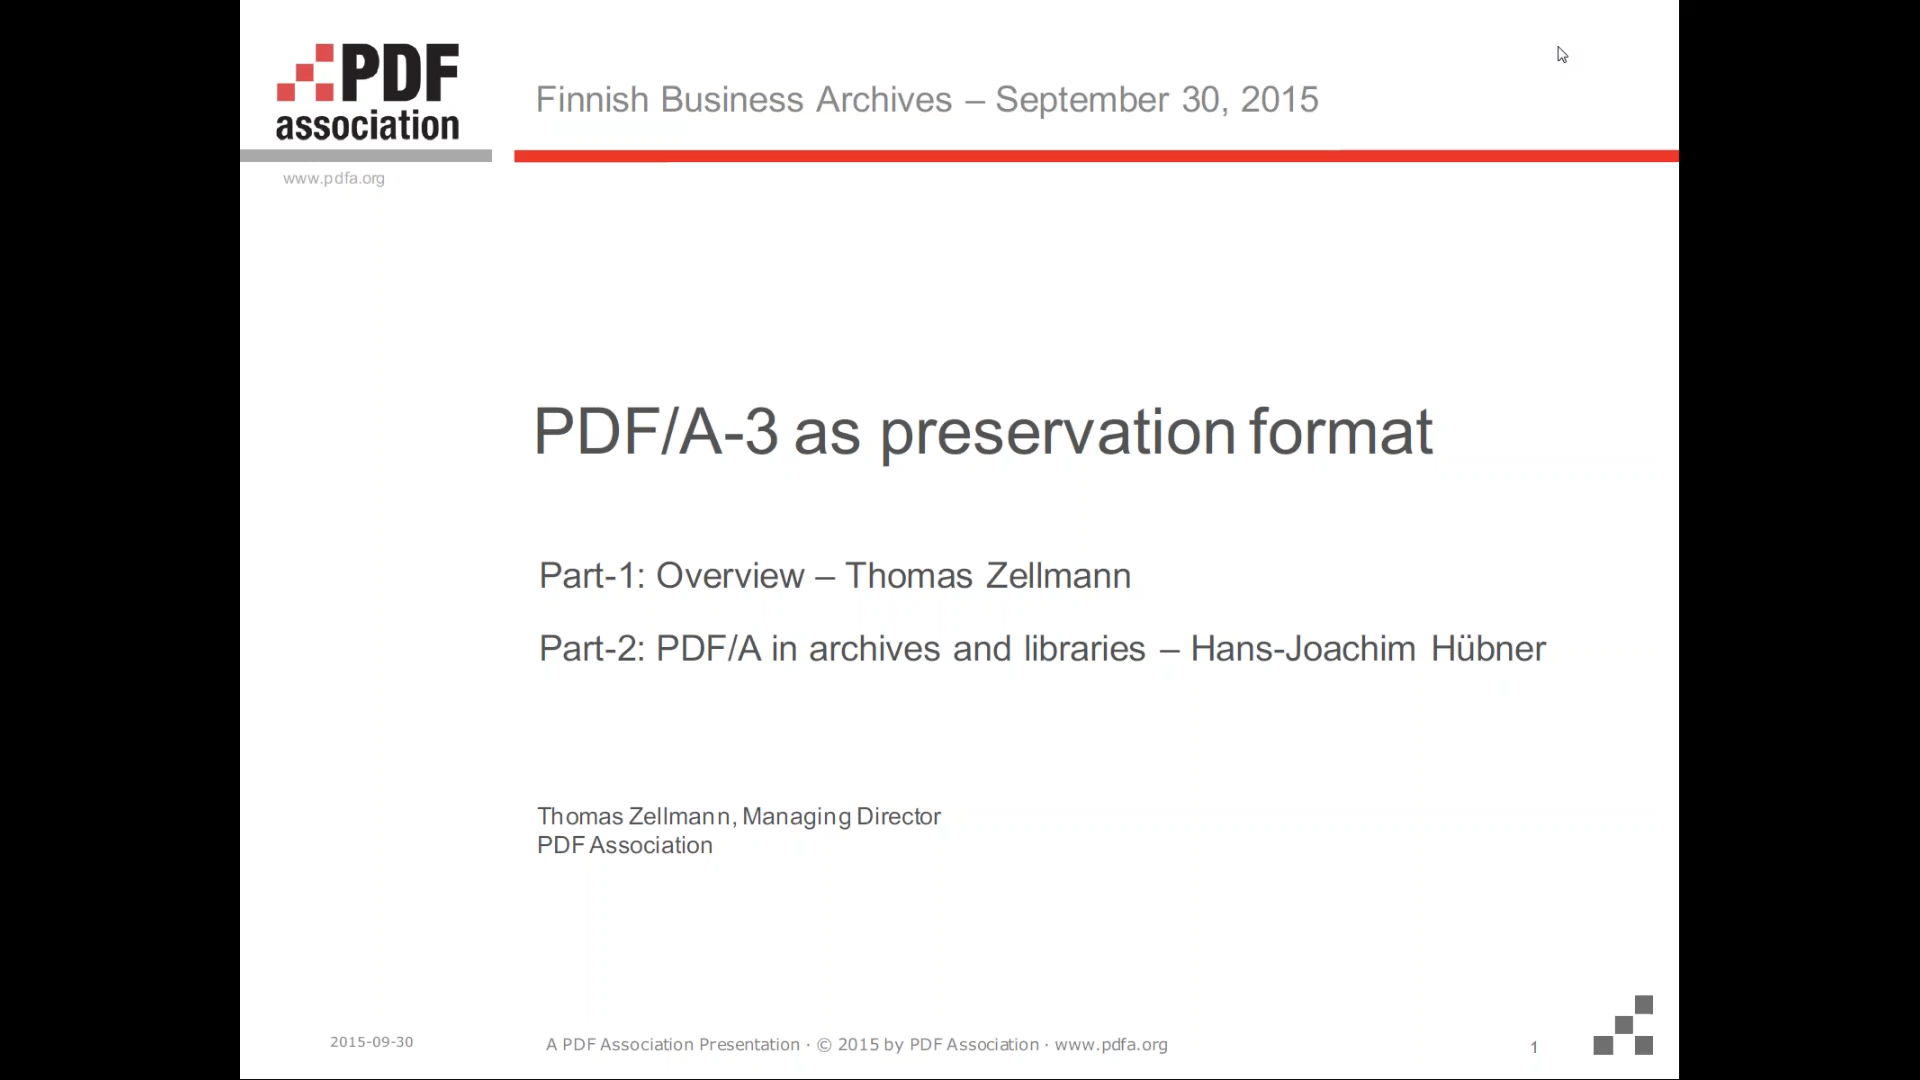 PDF
association
Finnish Business Archives – September 30, 2015
www.pdfa.org
PDF/A-3 as preservation format
Part-1: Overview – Thomas Zellmann
Part-2: PDF/A in archives and libraries – Hans-Joachim Hübner
Thomas Zellmann, Managing Director
PDF Association
2015-09-30
A PDF Association Presentation · © 2015 by PDF Association · www.pdfa.org
1